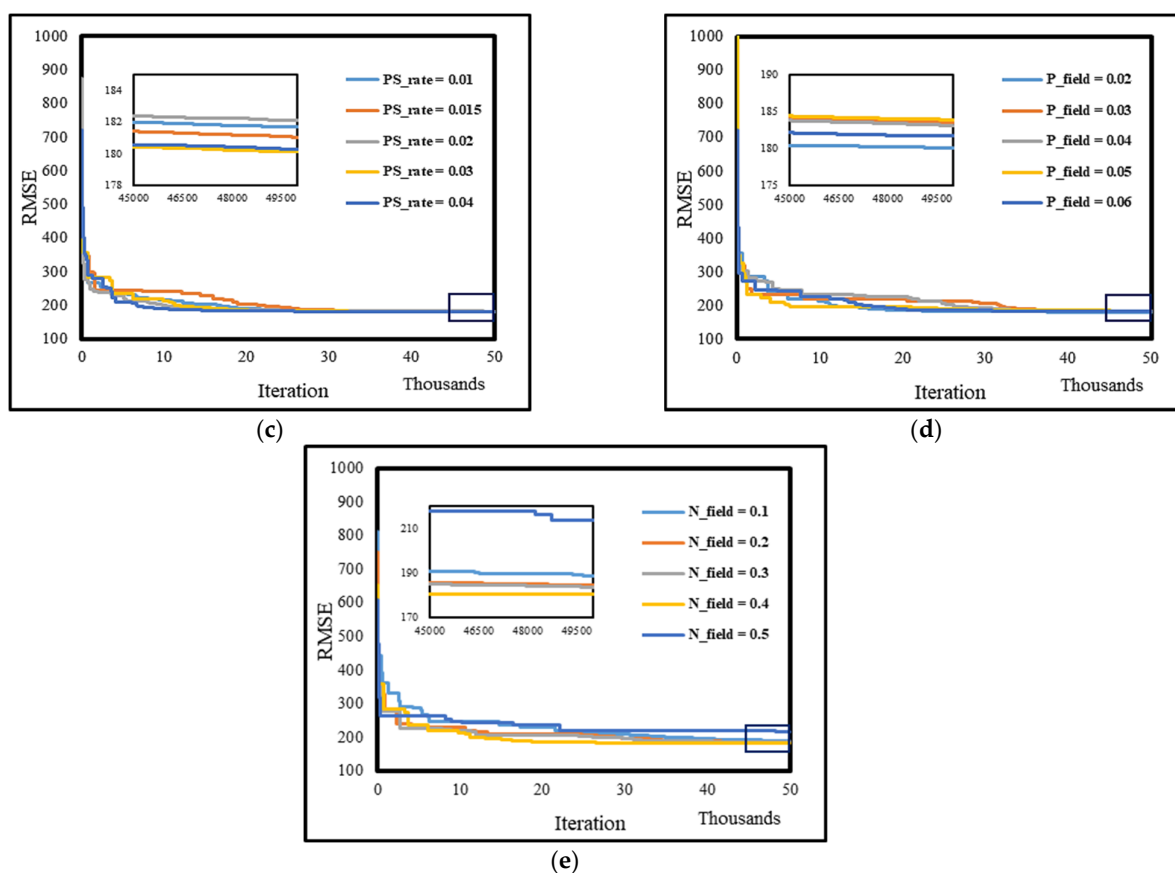 1000
900
800
700
600
500
400
300
200
100
RMSE
0
10
20
30
40
50
Iteration
Thousands
184
182
180
178
45000
46500
48000
49500
PS_rate = 0.01
PS_rate = 0.015
PS_rate = 0.02
PS_rate = 0.03
PS_rate = 0.04
(c)
1000
900
800
700
600
500
400
300
200
100
RMSE
0
10
20
30
40
50
Iteration
Thousands
190
185
180
175
45000
46500
48000
49500
P_field = 0.02
P_field = 0.03
P_field = 0.04
P_field = 0.05
P_field = 0.06
(d)
1000
900
800
700
600
500
400
300
200
100
RMSE
0
10
20
30
40
50
Iteration
Thousands
210
190
170
45000
46500
48000
49500
N_field = 0.1
N_field = 0.2
N_field = 0.3
N_field = 0.4
N_field = 0.5
(e)